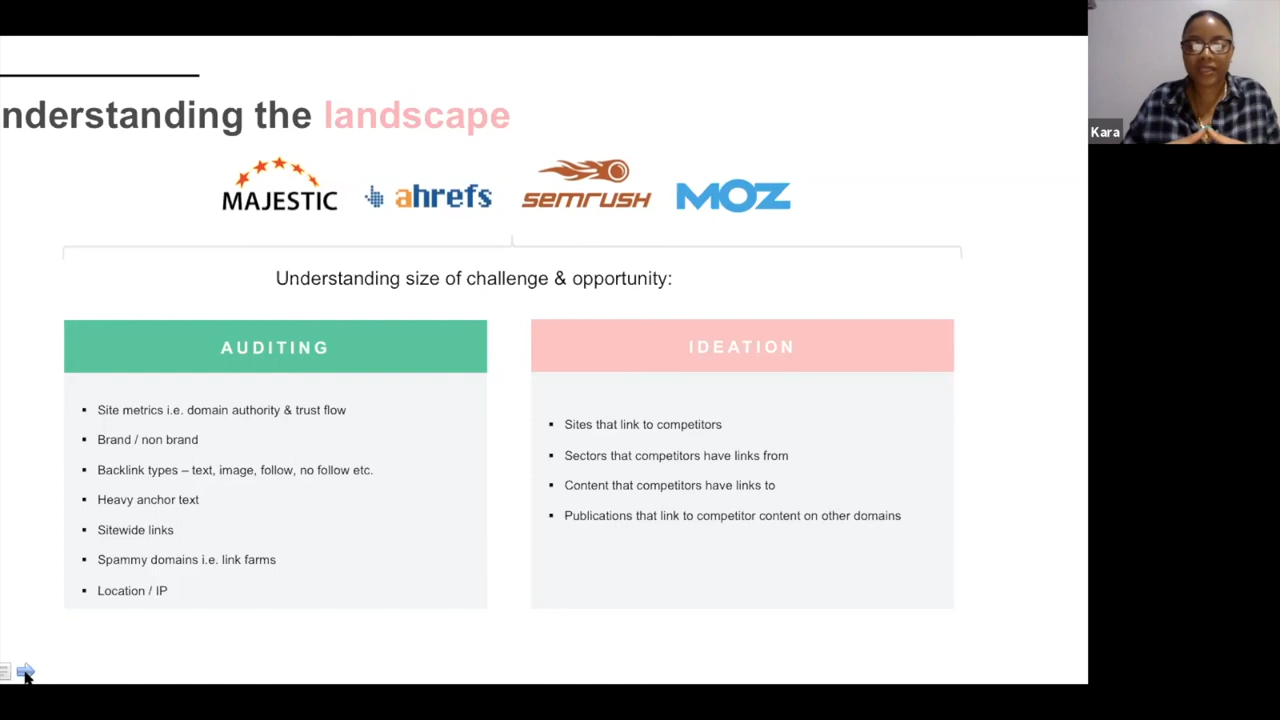 nderstanding the landscape
Kara
MAJESTIC
ahrefs
semrush
MOZ
Understanding size of challenge & opportunity:
AUDITING
▪ Site metrics i.e. domain authority & trust flow
▪ Brand / non brand
▪ Backlink types – text, image, follow, no follow etc.
▪ Heavy anchor text
▪ Sitewide links
▪ Spammy domains i.e. link farms
▪ Location / IP
IDEATION
▪ Sites that link to competitors
▪ Sectors that competitors have links from
▪ Content that competitors have links to
▪ Publications that link to competitor content on other domains